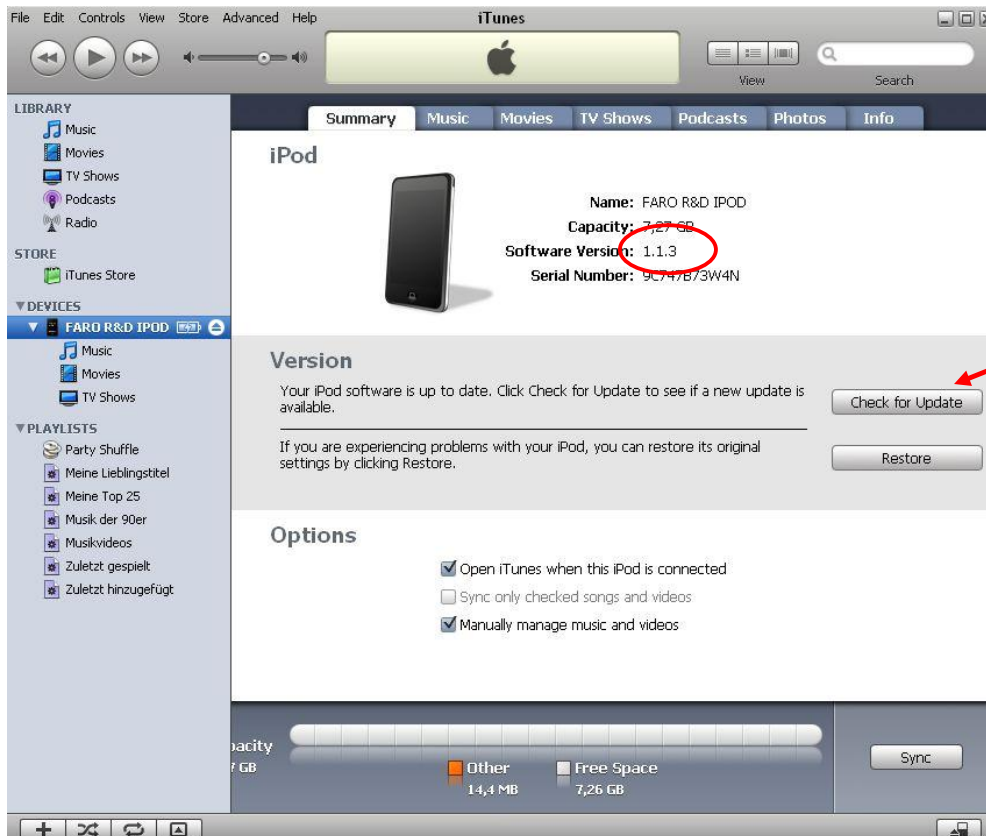 File Edit Controls View Store Advanced Help
iTunes
View
Search
LIBRARY
Music
Movies
TV Shows
Podcasts
Radio
STORE
iTunes Store
DEVICES
FARO R&D IPOD
Music
Movies
TV Shows
PLAYLISTS
Party Shuffle
Meine Lieblingstitel
Meine Top 25
Musik der 90er
Musikvideos
Zuletzt gespielt
Zuletzt hinzugefügt
Summary Music Movies TV Shows Podcasts Photos Info
iPod
Name: FARO R&D IPOD
Capacity: 7,27 GB
Software Version: 1.1.3
Serial Number: 9C747B73W4N
Version
Your iPod software is up to date. Click Check for Update to see if a new update is
available.
Check for Update
If you are experiencing problems with your iPod, you can restore its original
settings by clicking Restore.
Restore
Options
Open iTunes when this iPod is connected
Sync only checked songs and videos
Manually manage music and videos
pacity
7 GB
Other
14,4 MB
Free Space
7,26 GB
Sync